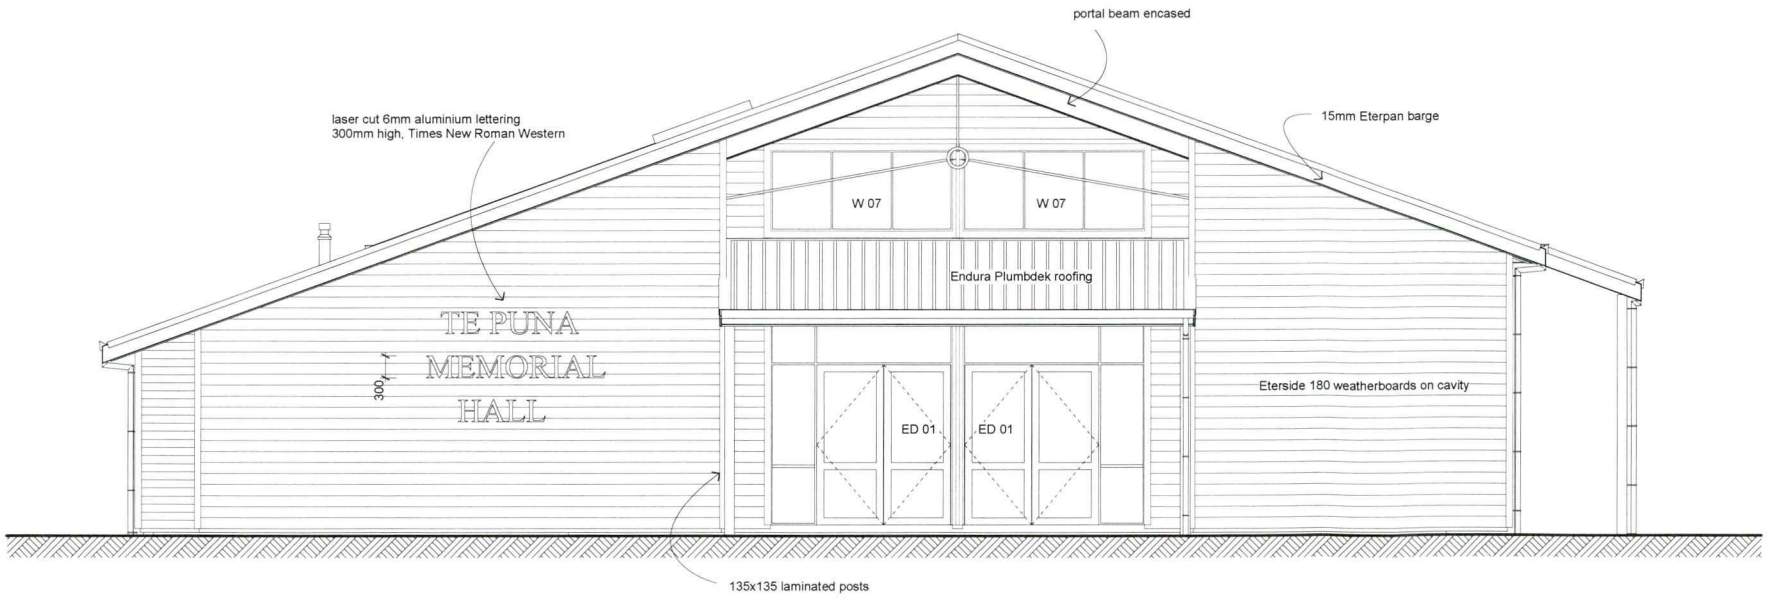 portal beam encased
laser cut 6mm aluminium lettering
300mm high, Times New Roman Western
15mm Eterpan barge
W 07
W 07
Endura Plumbdek roofing
TE PUNA
MEMORIAL
HALL
300
Eterside 180 weatherboards on cavity
ED 01
ED 01
135x135 laminated posts